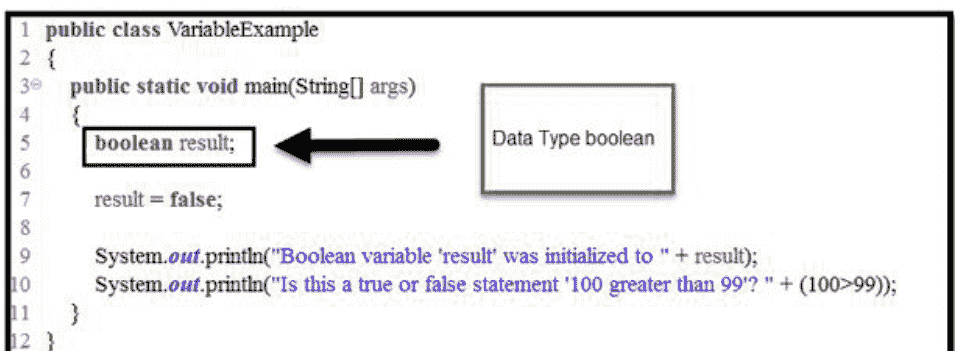 1 public class VariableExample
2 {
3 public static void main(String[] args)
4 {
5 boolean result;
Data Type boolean
6
7 result = false;
8
9 System.out.println("Boolean variable 'result' was initialized to " + result);
10 System.out.println("Is this a true or false statement '100 greater than 99'? " + (100>99));
11 }
12 }